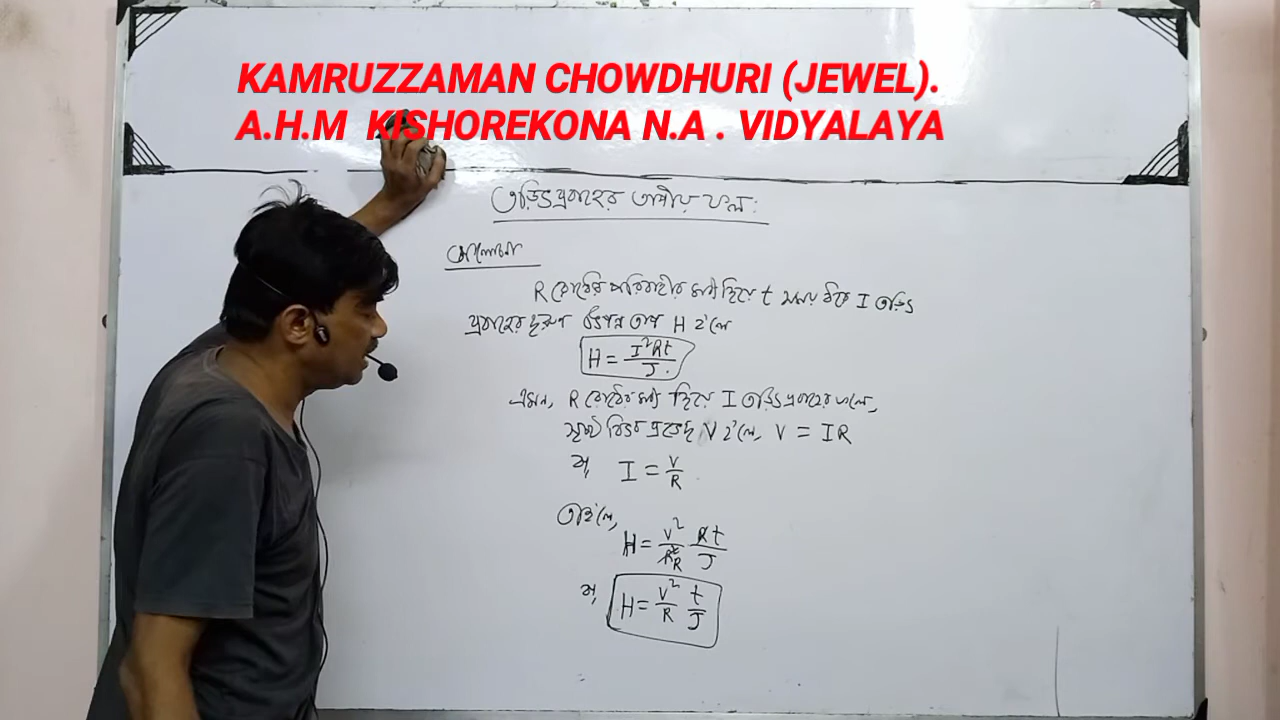 KAMRUZZAMAN CHOWDHURI (JEWEL).
A.H.M KISHOREKONA N.A . VIDYALAYA
তড়িৎপ্রবাহের তাপীয় ফল:
আলোচনা
R রোধের পরিবাহীর মধ্য দিয়ে t সময় ধরে I তড়িৎ
প্রবাহের দরুণ উৎপন্ন তাপ H হ'লে
H = I²Rt/J
এখন, R রোধের মধ্য দিয়ে I তড়িৎপ্রবাহের ফলে,
সৃষ্ট বিভব প্রভেদ V হ'লে, V = IR
বা, I = V/R
তাহ'লে,
H = V²/R² Rt/J
বা, H = V²/R t/J